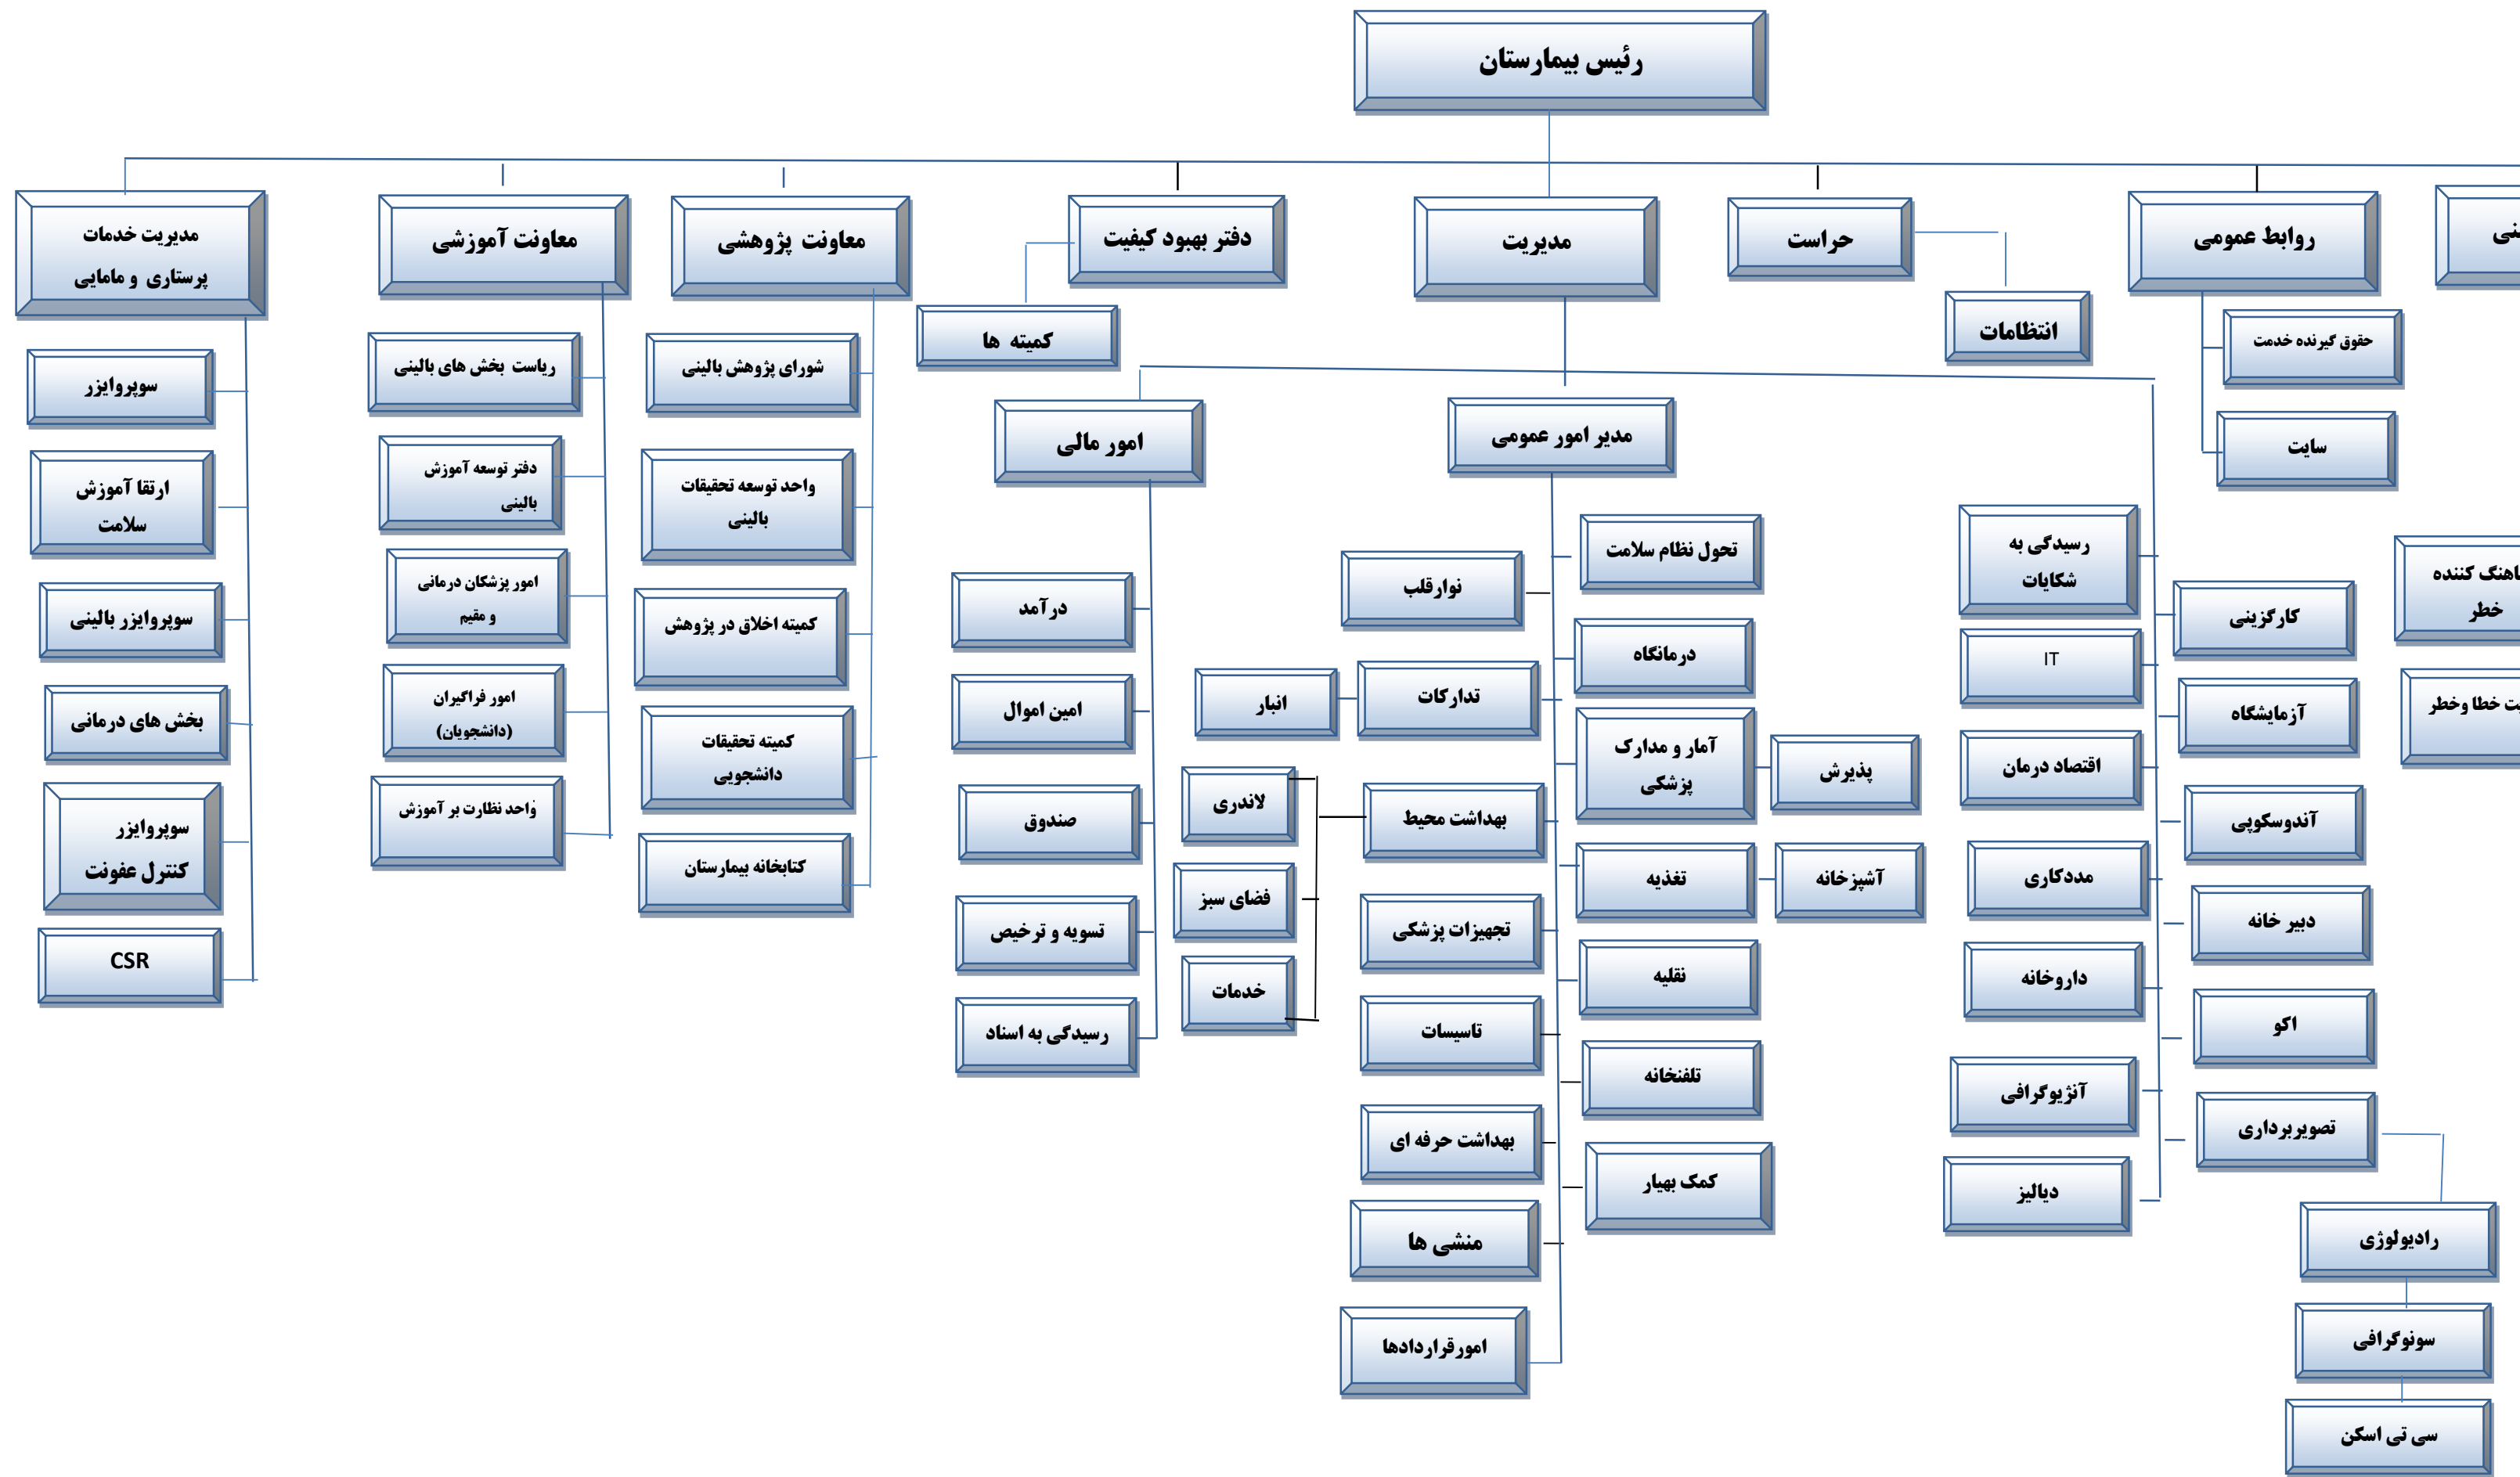 رئیس بیمارستان
روابط عمومی
حراست
مدیریت
دفتر بهبود کیفیت
معاونت پژوهشی
معاونت آموزشی
مدیریت خدمات
پرستاری و مامایی
حقوق گیرنده خدمت
سایت
انتظامات
کمیته ها
امور مالی
مدیر امور عمومی
شورای پژوهش بالینی
واحد توسعه تحقیقات
بالینی
کمیته اخلاق در پژوهش
کمیته تحقیقات
دانشجویی
کتابخانه بیمارستان
ریاست بخش های بالینی
دفتر توسعه آموزش
بالینی
امور پزشکان درمانی
و مقیم
امور فراگیران
(دانشجویان)
واحد نظارت بر آموزش
سوپروایزر
ارتقا آموزش
سلامت
سوپروایزر بالینی
بخش های درمانی
سوپروایزر
کنترل عفونت
CSR
درآمد
امین اموال
صندوق
تسویه و ترخیص
رسیدگی به اسناد
تحول نظام سلامت
درمانگاه
آمار و مدارک
پزشکی
پذیرش
تغذیه
آشپزخانه
نقلیه
تلفنخانه
کمک بهیار
نوارقلب
تدارکات
انبار
بهداشت محیط
لاندری
فضای سبز
خدمات
تجهیزات پزشکی
تاسیسات
بهداشت حرفه ای
منشی ها
امورقراردادها
رسیدگی به
شکایات
IT
اقتصاد درمان
مددکاری
داروخانه
آنژیوگرافی
دیالیز
کارگزینی
آزمایشگاه
آندوسکوپی
دبیر خانه
اکو
تصویربرداری
رادیولوژی
سونوگرافی
سی تی اسکن
کننده
خطر
خطا وخطر